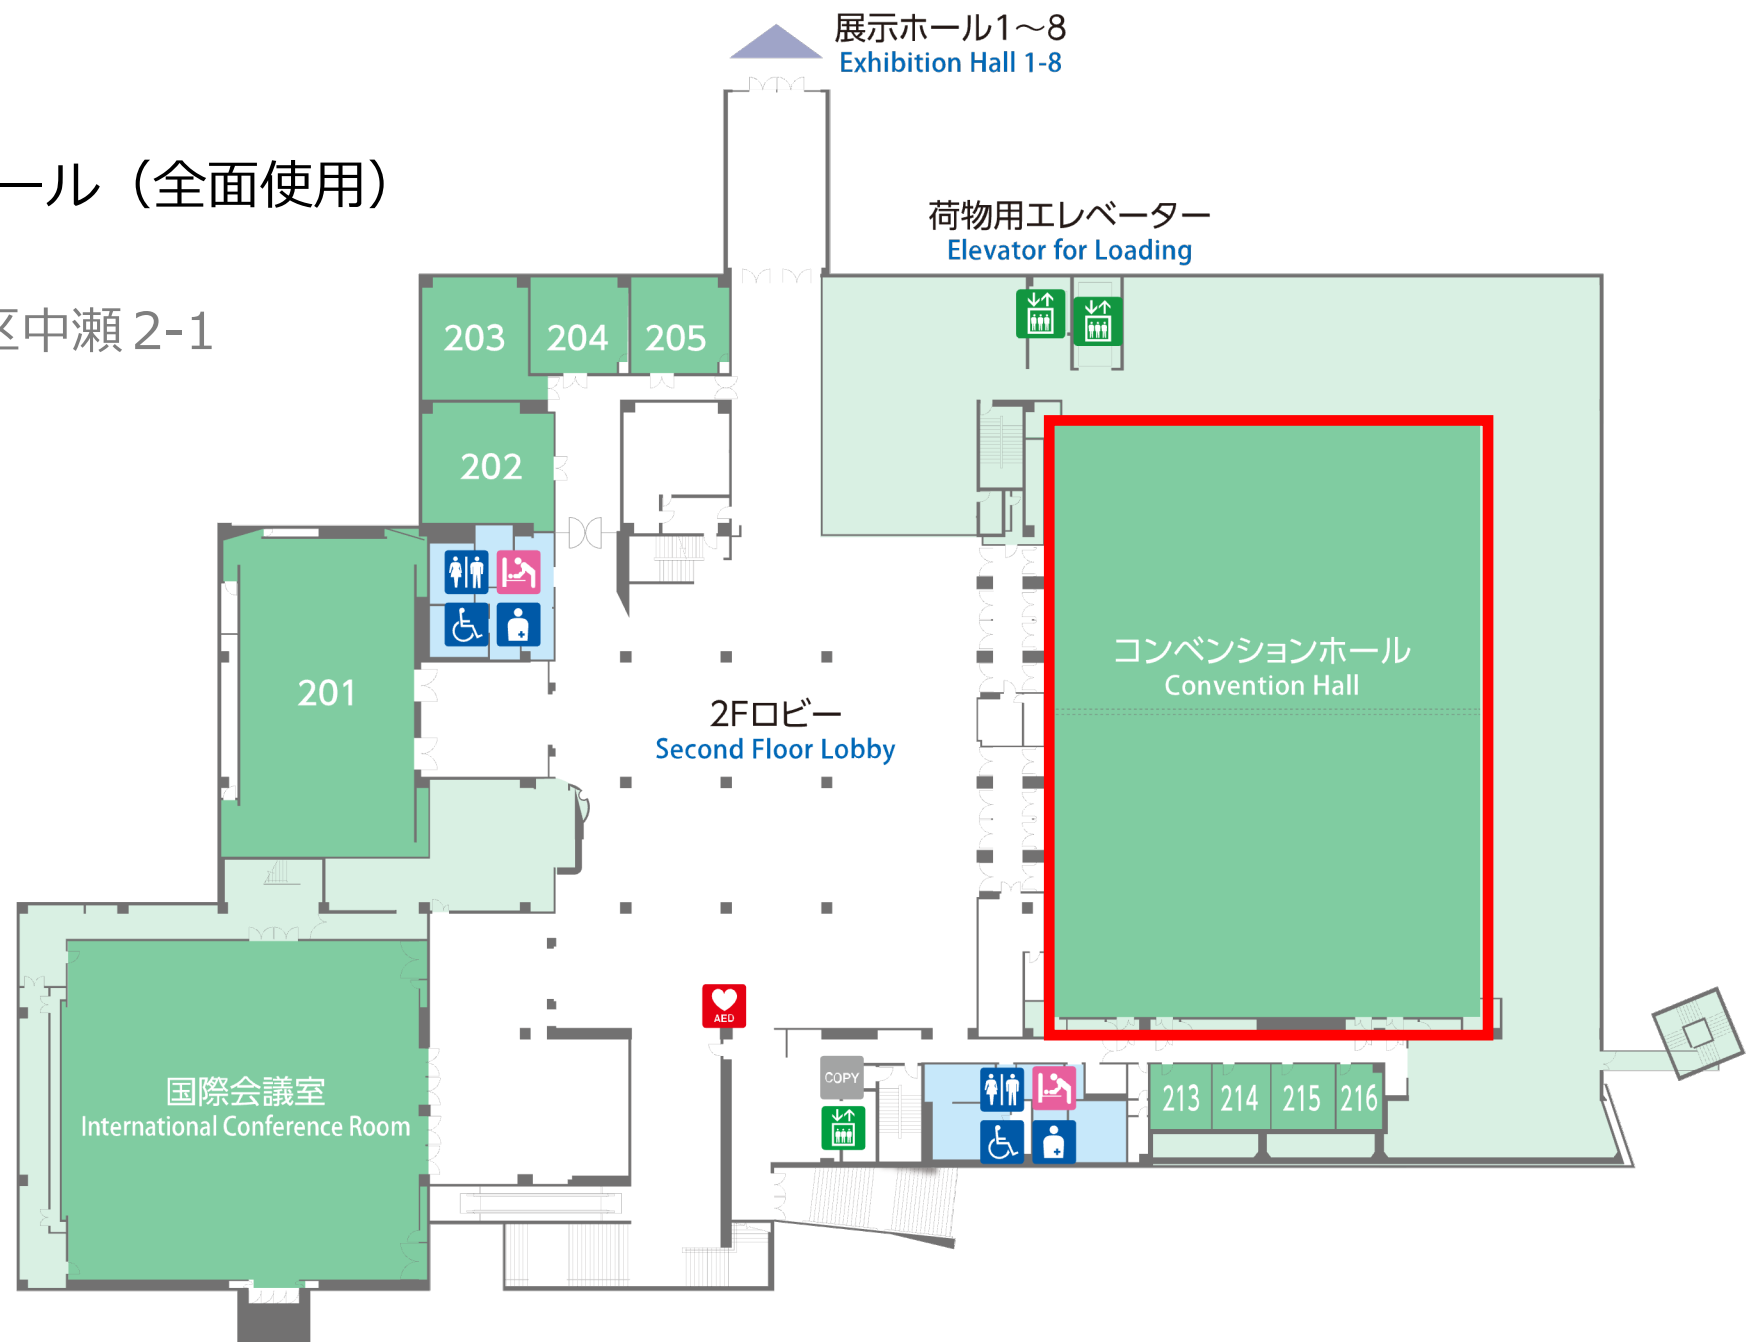 展示ホール1～8
Exhibition Hall 1-8
ール（全面使用）
荷物用エレベーター
Elevator for Loading
区中瀬 2-1
203
204
205
202
コンベンションホール
Convention Hall
201
2Fロビー
Second Floor Lobby
AED
COPY
国際会議室
International Conference Room
213
214
215
216